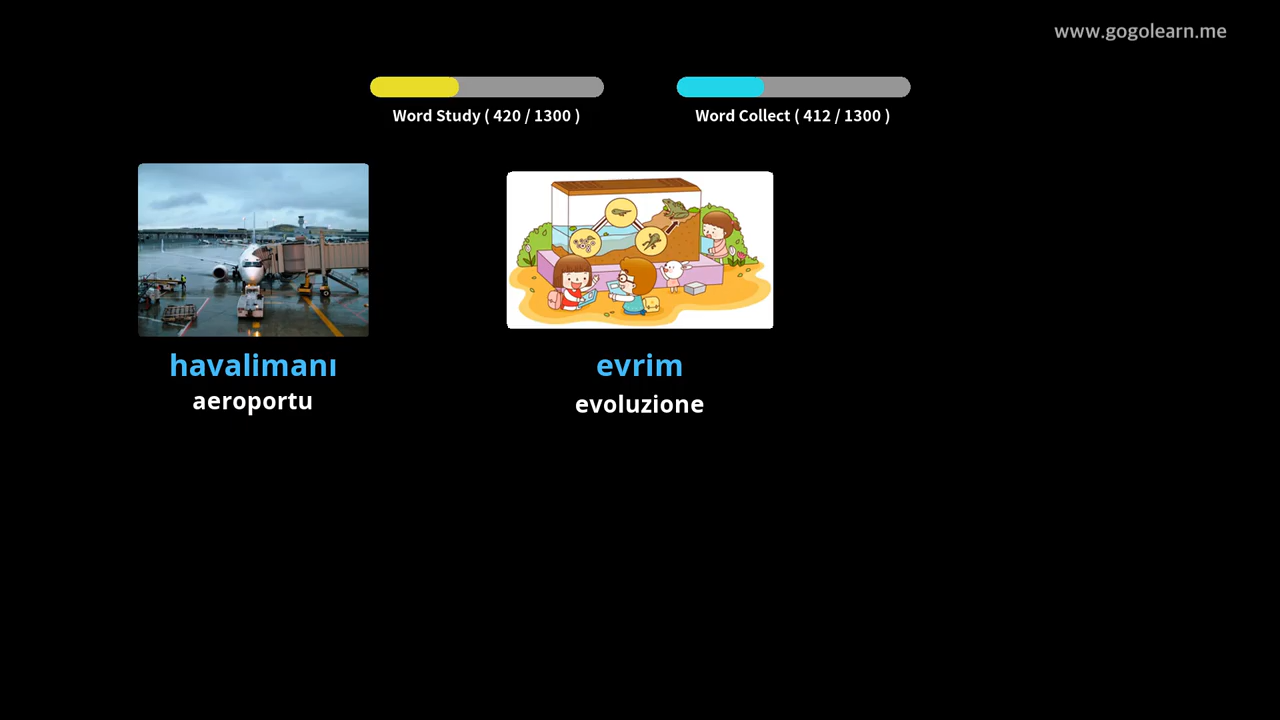 www.gogolearn.me
Word Study ( 420 / 1300 )
Word Collect ( 412 / 1300 )
havalimanı
aeroportu
evrim
evoluzione